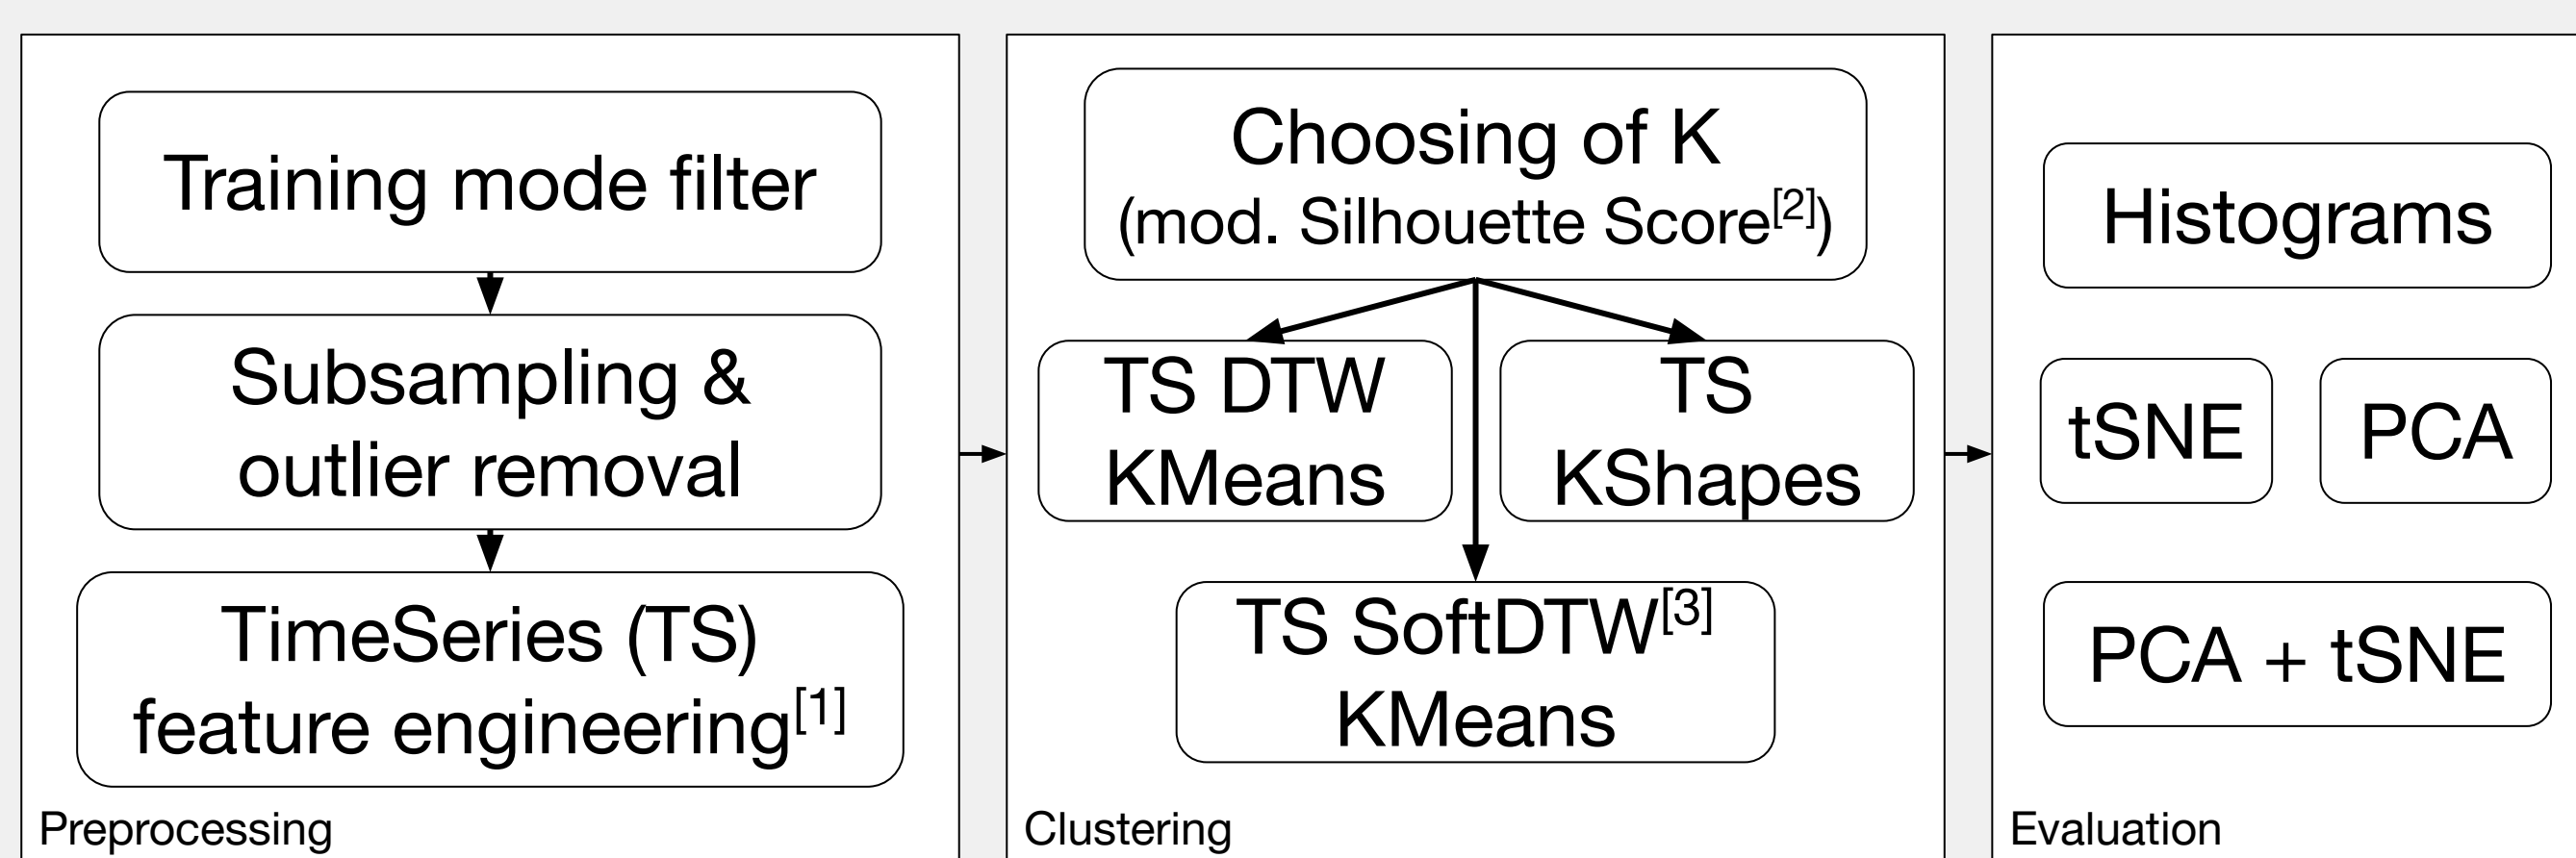 Training mode filter
Subsampling &
outlier removal
TimeSeries (TS)
feature engineering[1]
Preprocessing
Choosing of K
(mod. Silhouette Score[2])
TS DTW
KMeans
TS
KShapes
TS SoftDTW[3]
KMeans
Clustering
Histograms
tSNE
PCA
PCA + tSNE
Evaluation